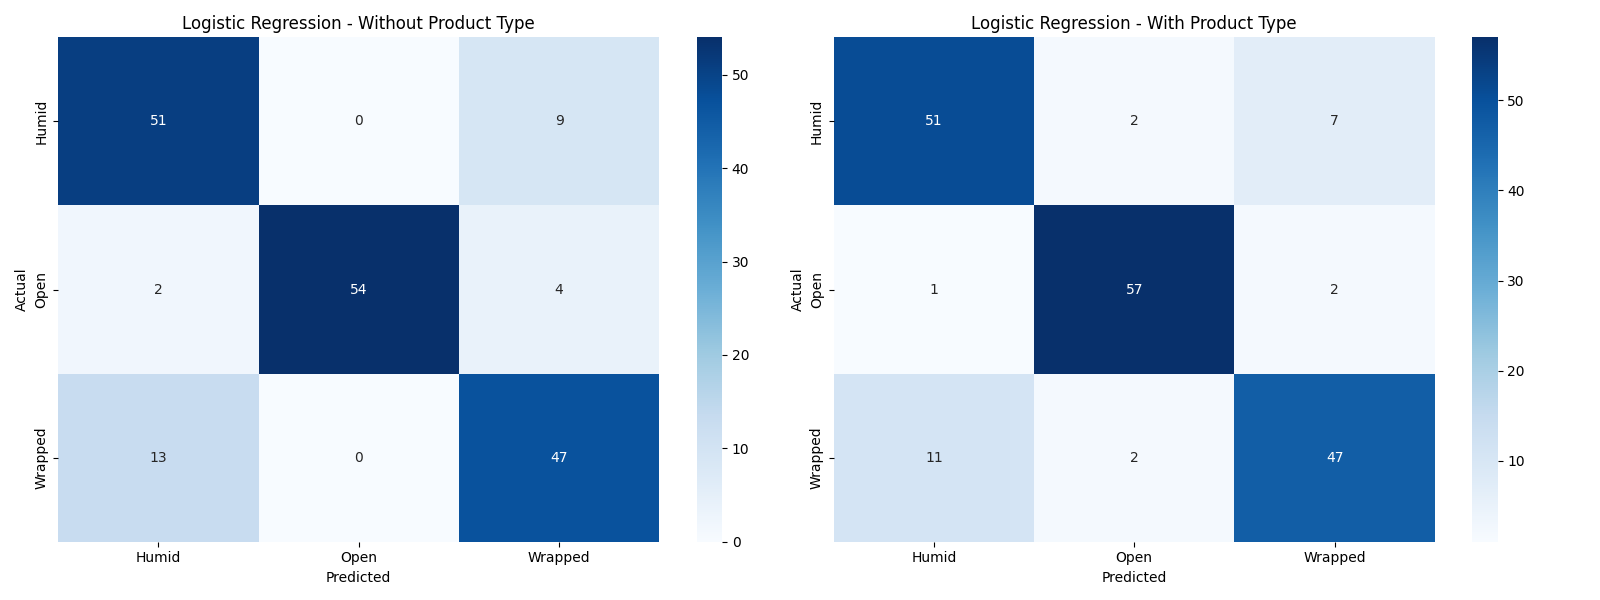 Logistic Regression - Without Product Type
Humid
51
0
9
Actual
Open
2
54
4
Wrapped
13
0
47
Humid
Open
Wrapped
Predicted
50
40
30
20
10
0
Logistic Regression - With Product Type
Humid
51
2
7
Actual
Open
1
57
2
Wrapped
11
2
47
Humid
Open
Wrapped
Predicted
50
40
30
20
10